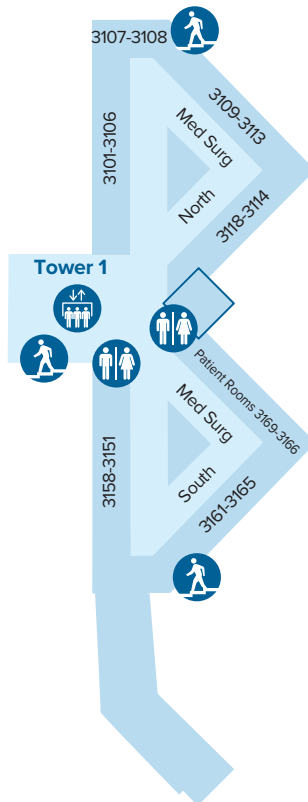 3107-3108
3109-3113
3101-3106
Med Surg
North
3118-3114
Tower 1
Patient Rooms 3169-3166
Med Surg
South
3158-3151
3161-3165